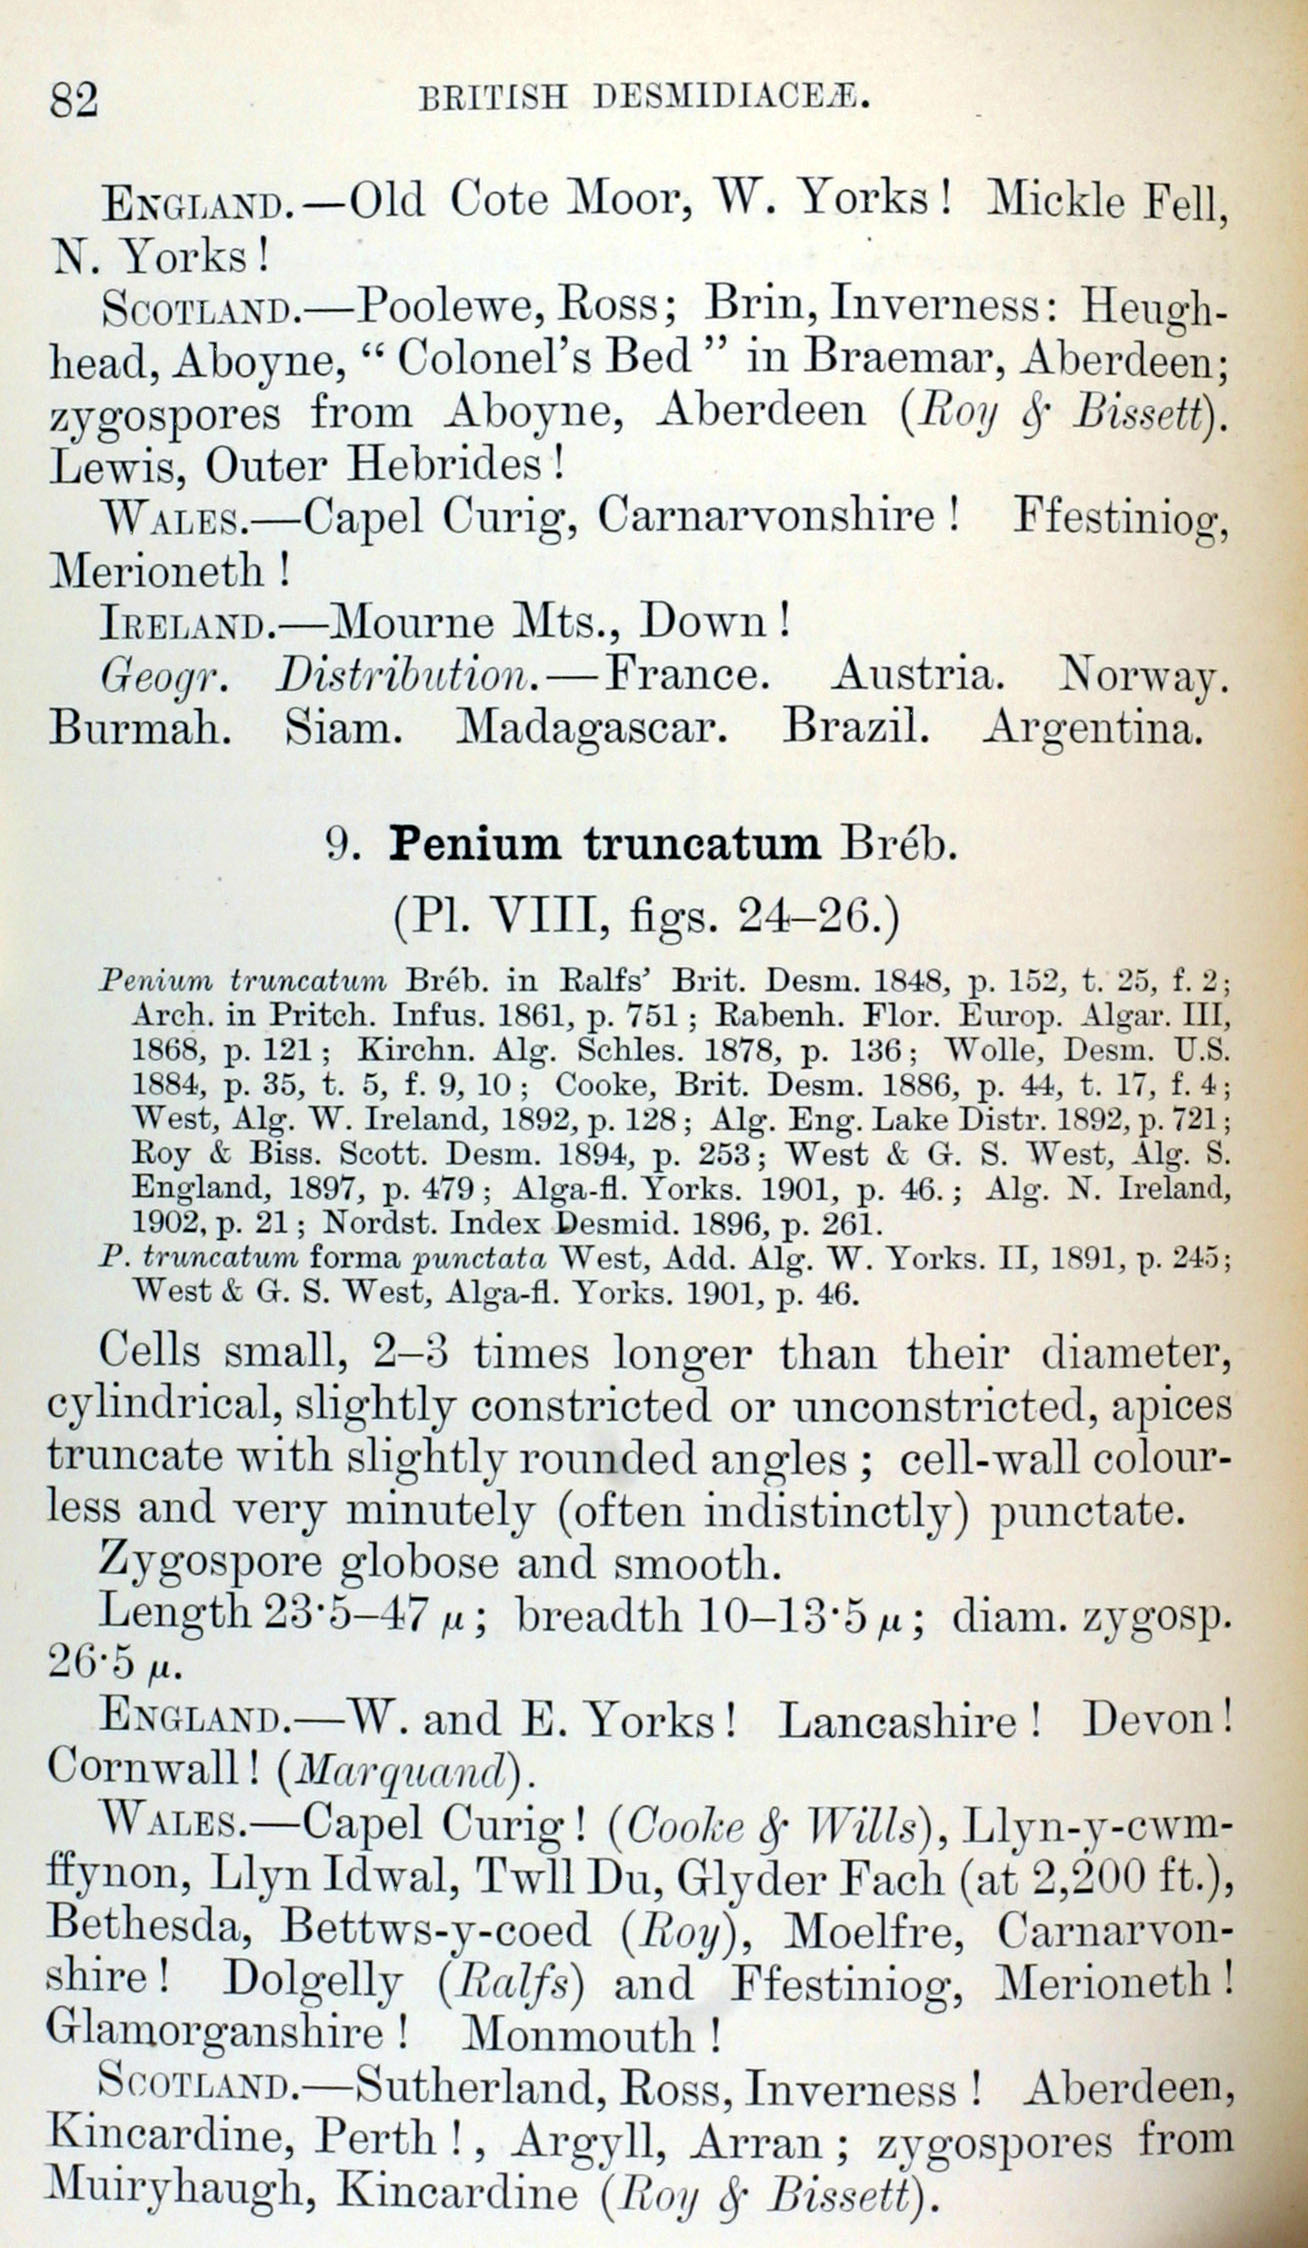 82 BRITISH DESMIDIACEÆ.
ENGLAND.—Old Cote Moor, W. Yorks! Mickle Fell,
N. Yorks!
SCOTLAND.—Poolewe, Ross; Brin, Inverness: Heugh-
head, Aboyne, “Colonel’s Bed” in Braemar, Aberdeen;
zygospores from Aboyne, Aberdeen (Roy & Bissett).
Lewis, Outer Hebrides!
WALES.—Capel Curig, Carnarvonshire! Ffestiniog,
Merioneth!
IRELAND.—Mourne Mts., Down!
Geogr. Distribution.—France. Austria. Norway.
Burmah. Siam. Madagascar. Brazil. Argentina.
9. Penium truncatum Bréb.
(Pl. VIII, figs. 24–26.)
Penium truncatum Bréb. in Ralfs’ Brit. Desm. 1848, p. 152, t. 25, f. 2;
Arch. in Pritch. Infus. 1861, p. 751; Rabenh. Flor. Europ. Algar. III,
1868, p. 121; Kirchn. Alg. Schles. 1878, p. 136; Wolle, Desm. U.S.
1884, p. 35, t. 5, f. 9, 10; Cooke, Brit. Desm. 1886, p. 44, t. 17, f. 4;
West, Alg. W. Ireland, 1892, p. 128; Alg. Eng. Lake Distr. 1892, p. 721;
Roy & Biss. Scott. Desm. 1894, p. 253; West & G. S. West, Alg. S.
England, 1897, p. 479; Alga-fl. Yorks. 1901, p. 46.; Alg. N. Ireland,
1902, p. 21; Nordst. Index Desmid. 1896, p. 261.
P. truncatum forma punctata West, Add. Alg. W. Yorks. II, 1891, p. 245;
West & G. S. West, Alga-fl. Yorks. 1901, p. 46.
Cells small, 2–3 times longer than their diameter,
cylindrical, slightly constricted or unconstricted, apices
truncate with slightly rounded angles; cell-wall colour-
less and very minutely (often indistinctly) punctate.
Zygospore globose and smooth.
Length 23·5–47 μ; breadth 10–13·5 μ; diam. zygosp.
26·5 μ.
ENGLAND.—W. and E. Yorks! Lancashire! Devon!
Cornwall! (Marquand).
WALES.—Capel Curig! (Cooke & Wills), Llyn-y-cwm-
ffynon, Llyn Idwal, Twll Du, Glyder Fach (at 2,200 ft.),
Bethesda, Bettws-y-coed (Roy), Moelfre, Carnarvon-
shire! Dolgelly (Ralfs) and Ffestiniog, Merioneth!
Glamorganshire! Monmouth!
SCOTLAND.—Sutherland, Ross, Inverness! Aberdeen,
Kincardine, Perth!, Argyll, Arran; zygospores from
Muiryhaugh, Kincardine (Roy & Bissett).